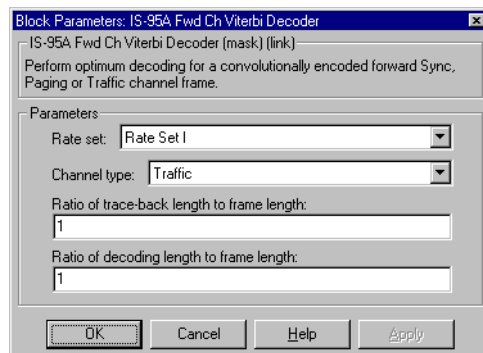 Block Parameters: IS-95A Fwd Ch Viterbi Decoder
IS-95A Fwd Ch Viterbi Decoder (mask) (link)
Perform optimum decoding for a convolutionally encoded forward Sync,
Paging or Traffic channel frame.
Parameters
Rate set: Rate Set I
Channel type: Traffic
Ratio of trace-back length to frame length:
1
Ratio of decoding length to frame length:
1
OK Cancel Help Apply